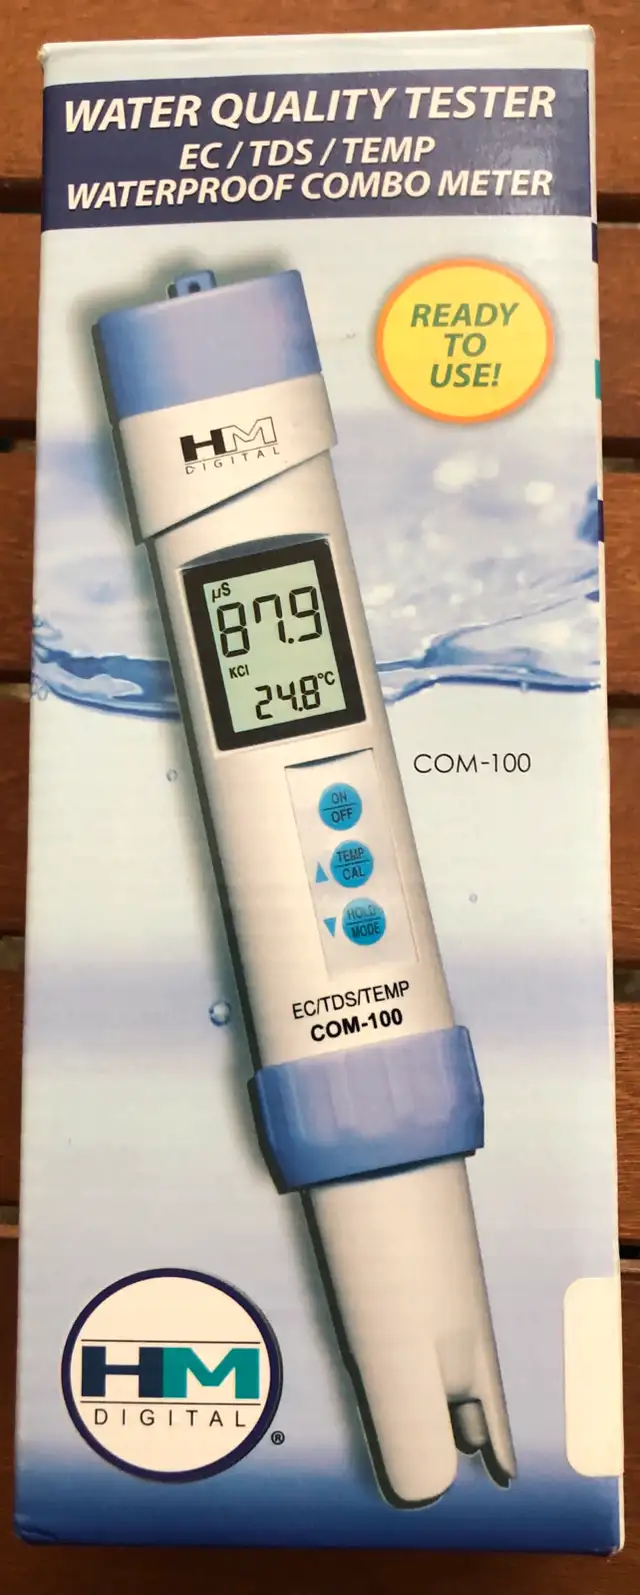 WATER QUALITY TESTER
EC / TDS / TEMP
WATERPROOF COMBO METER
READY
TO
USE!
HM
DIGITAL
µS
87.9
KCl
24.8°C
COM-100
ON
OFF
TEMP
CAL
HOLD
MODE
EC/TDS/TEMP
COM-100
HM
DIGITAL
®